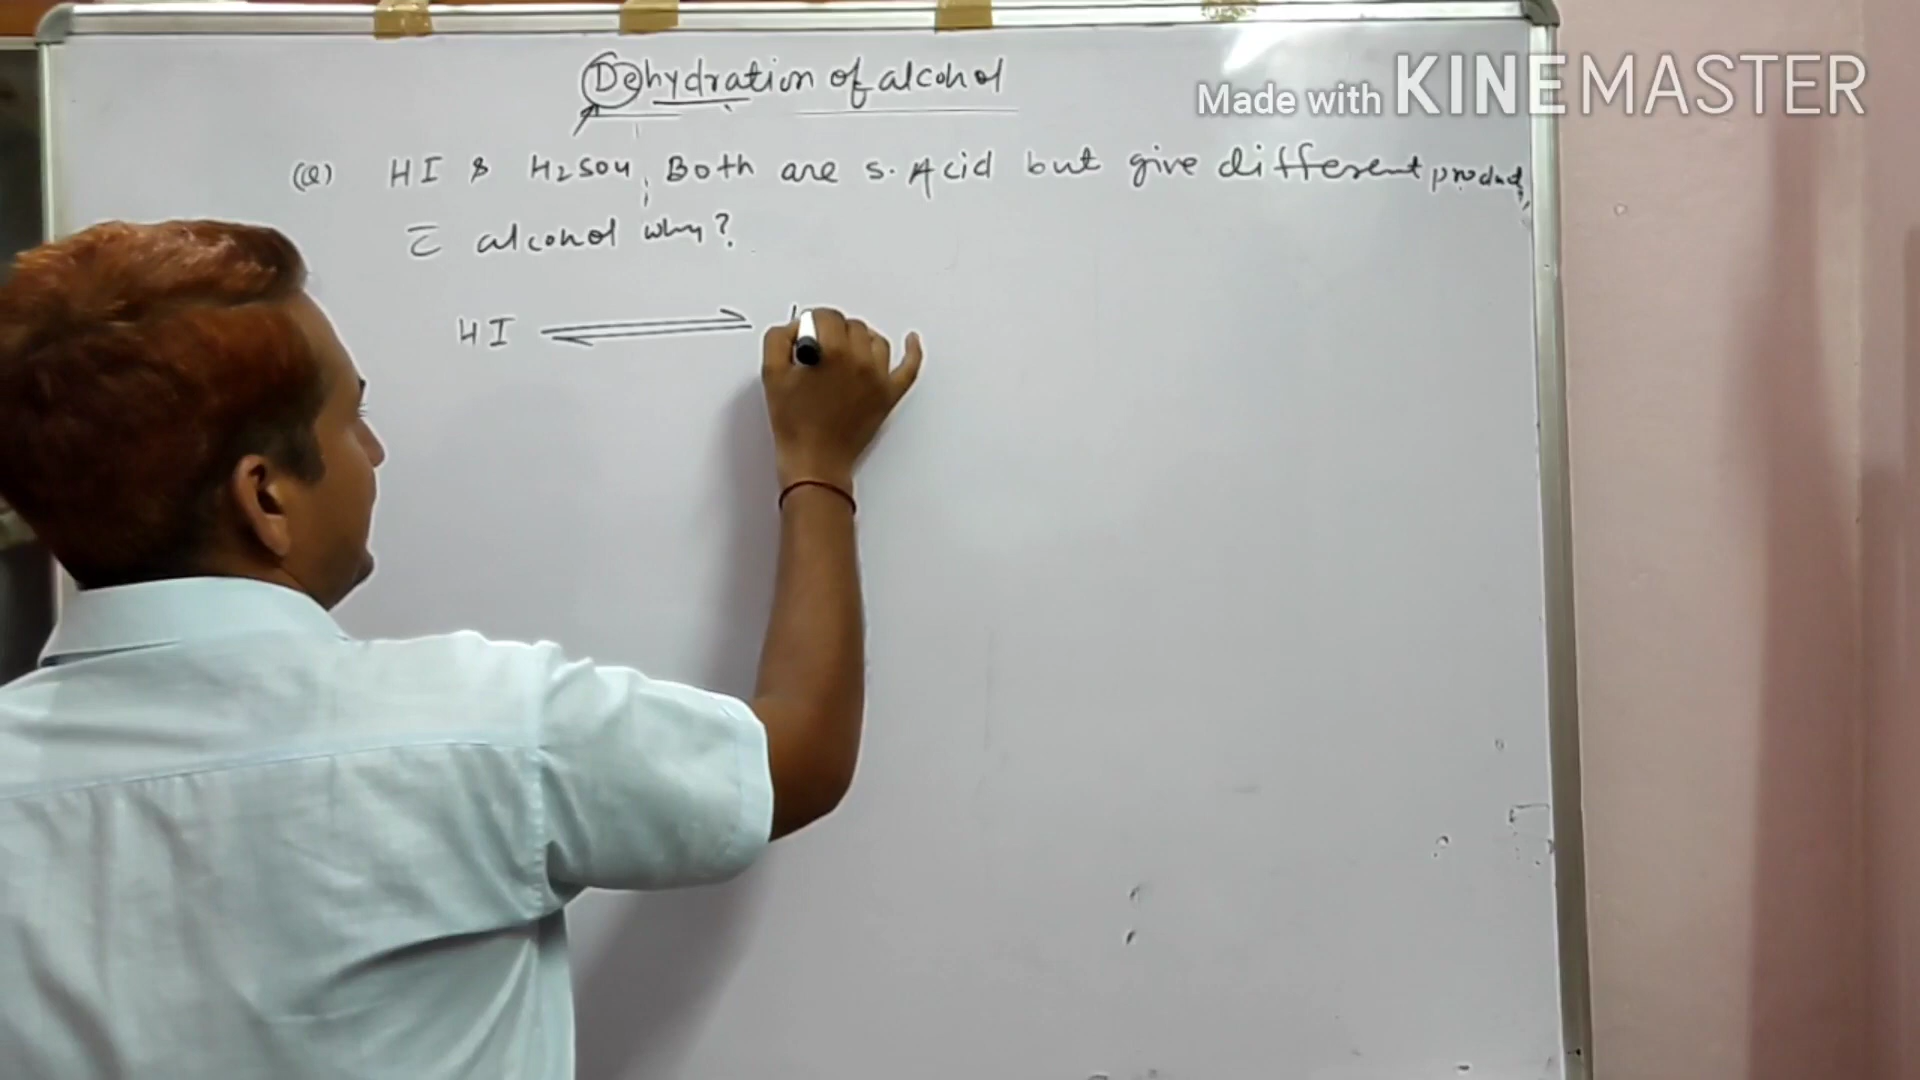 Made with KINEMASTER
Dehydration of alcohol
(Q) HI & H2SO4, Both are s. Acid but give different product,
c̄ alcohol why?
HI ⇌